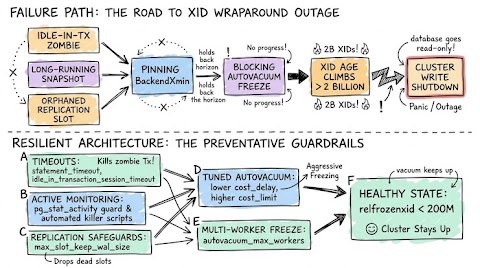 FAILURE PATH: THE ROAD TO XID WRAPAROUND OUTAGE
IDLE-IN-TX
ZOMBIE
LONG-RUNNING
SNAPSHOT
ORPHANED
REPLICATION
SLOT
X
X
PINNING
BackendXmin
holds
back
horizon
holds
back
the horizon
No progress!
BLOCKING
AUTOVACUUM
FREEZE
No progress!
2B XIDs!
XID AGE
CLIMBS
> 2 BILLION
2B XIDs!
!
database goes
read-only!
CLUSTER
WRITE
SHUTDOWN
Panic / Outage
RESILIENT ARCHITECTURE: THE PREVENTATIVE GUARDRAILS
A
TIMEOUTS: Kills zombie Tx!
statement_timeout,
idle_in_transaction_session_timeout
B
ACTIVE MONITORING:
pg_stat_activity guard &
automated killer scripts
C
REPLICATION SAFEGUARDS:
max_slot_keep_wal_size
Drops dead slots
D
TUNED AUTOVACUUM:
lower cost_delay,
higher cost_limit
Aggressive
Freezing
E
MULTI-WORKER FREEZE:
autovacuum_max_workers
F
vacuum keeps up
HEALTHY STATE:
relfrozenxid < 200M
Cluster Stays Up